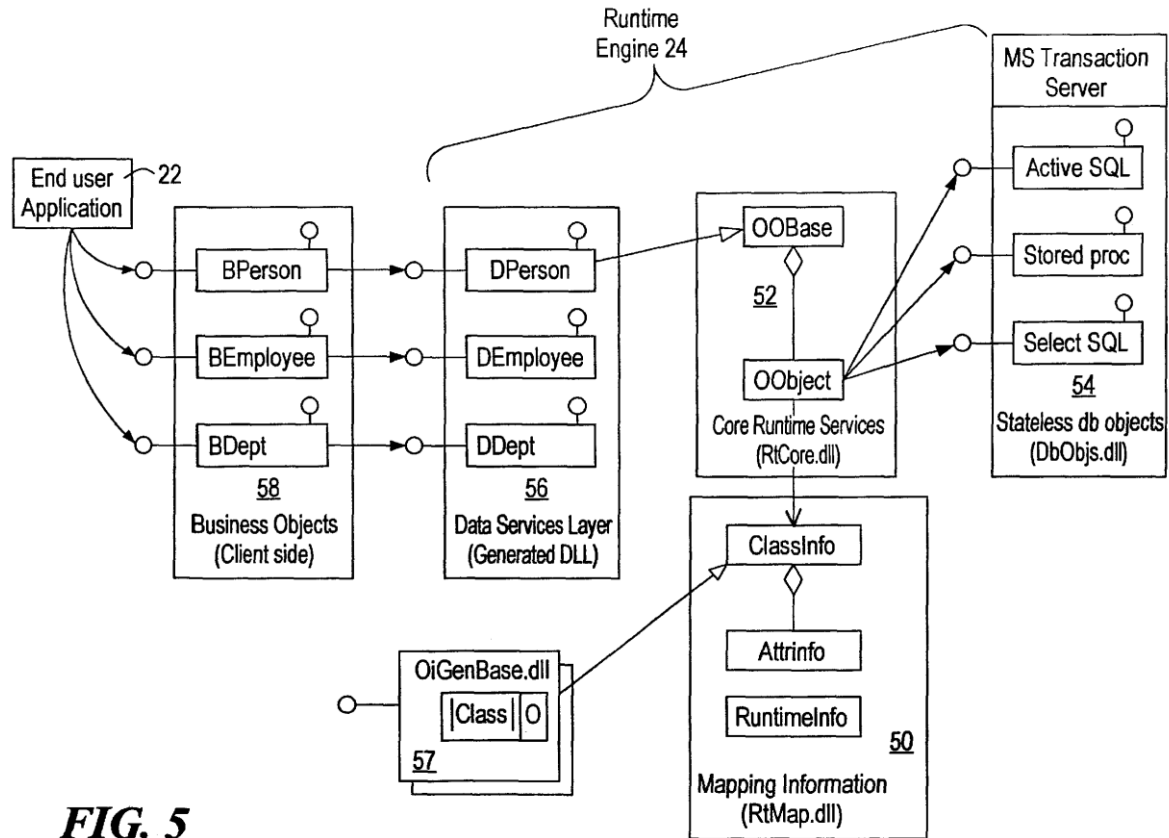 Runtime
Engine 24
MS Transaction
Server
End user
Application
22
Active SQL
Stored proc
Select SQL
54
Stateless db objects
(DbObjs.dll)
BPerson
BEmployee
BDept
58
Business Objects
(Client side)
DPerson
DEmployee
DDept
56
Data Services Layer
(Generated DLL)
OOBase
52
OObject
Core Runtime Services
(RtCore.dll)
ClassInfo
Attrinfo
RuntimeInfo
50
Mapping Information
(RtMap.dll)
OiGenBase.dll
|Class| O
57
FIG. 5